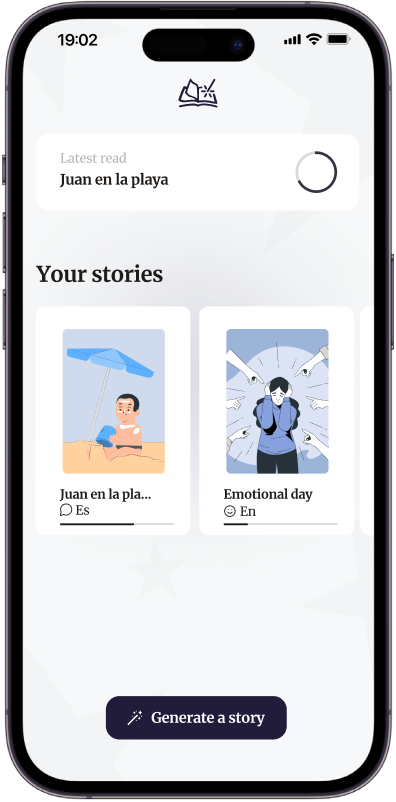 19:02
Latest read
Juan en la playa
Your stories
Juan en la pla...
Es
Emotional day
En
Generate a story